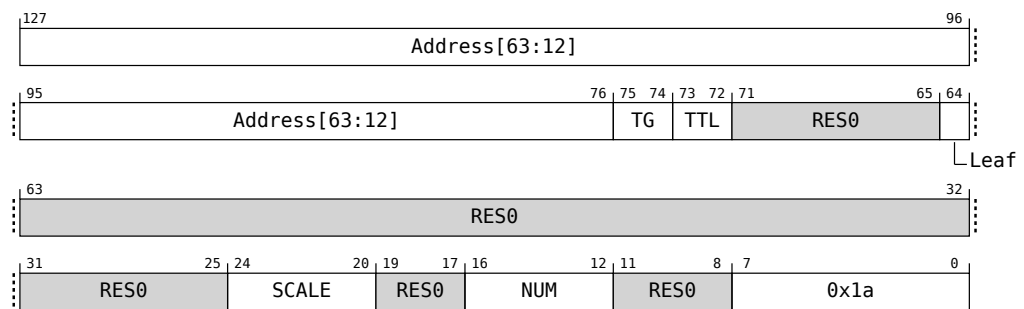 127 96
Address[63:12]
95 76 75 74 73 72 71 65 64
Address[63:12] TG TTL RES0
Leaf
63 32
RES0
31 25 24 20 19 17 16 12 11 8 7 0
RES0 SCALE RES0 NUM RES0 0x1a